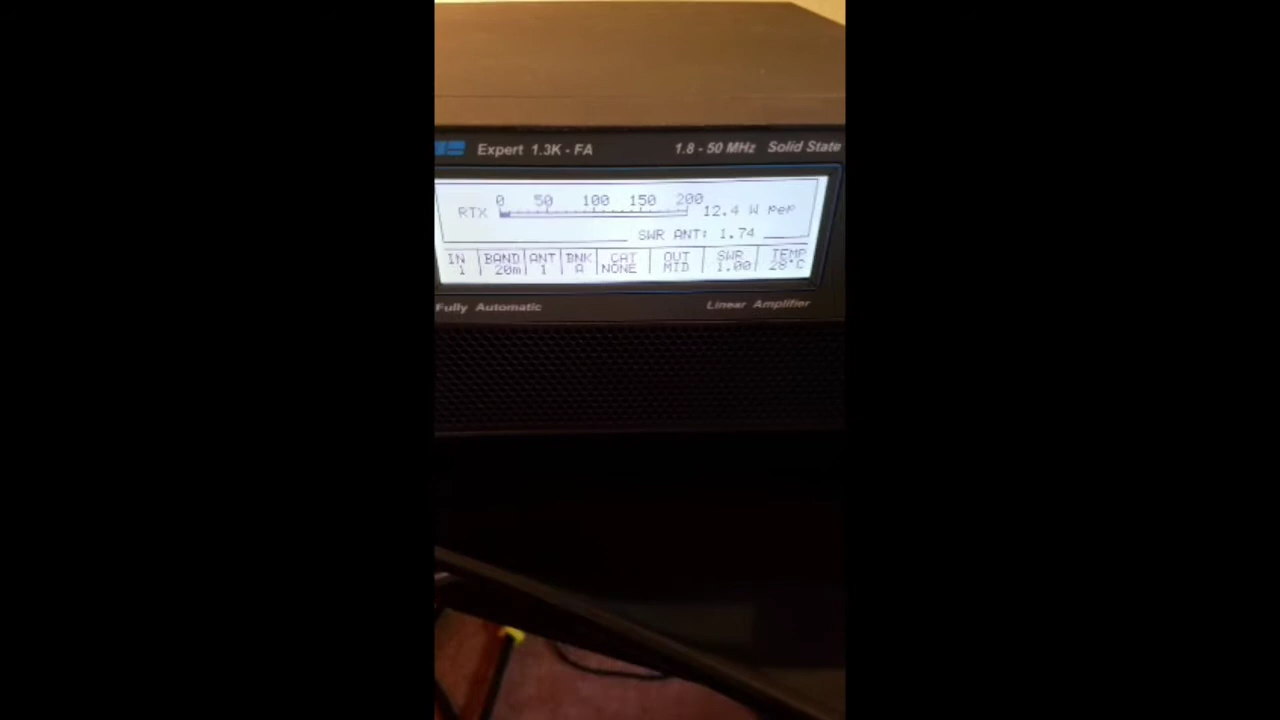 Expert 1.3K - FA 1.8 - 50 MHz Solid State
0 50 100 150 200
RTX 12.4 W PEP
SWR ANT: 1.74
IN BAND ANT BNK CAT OUT SWR TEMP
1 20m 1 A NONE MID 1.00 28°C
Fully Automatic Linear Amplifier